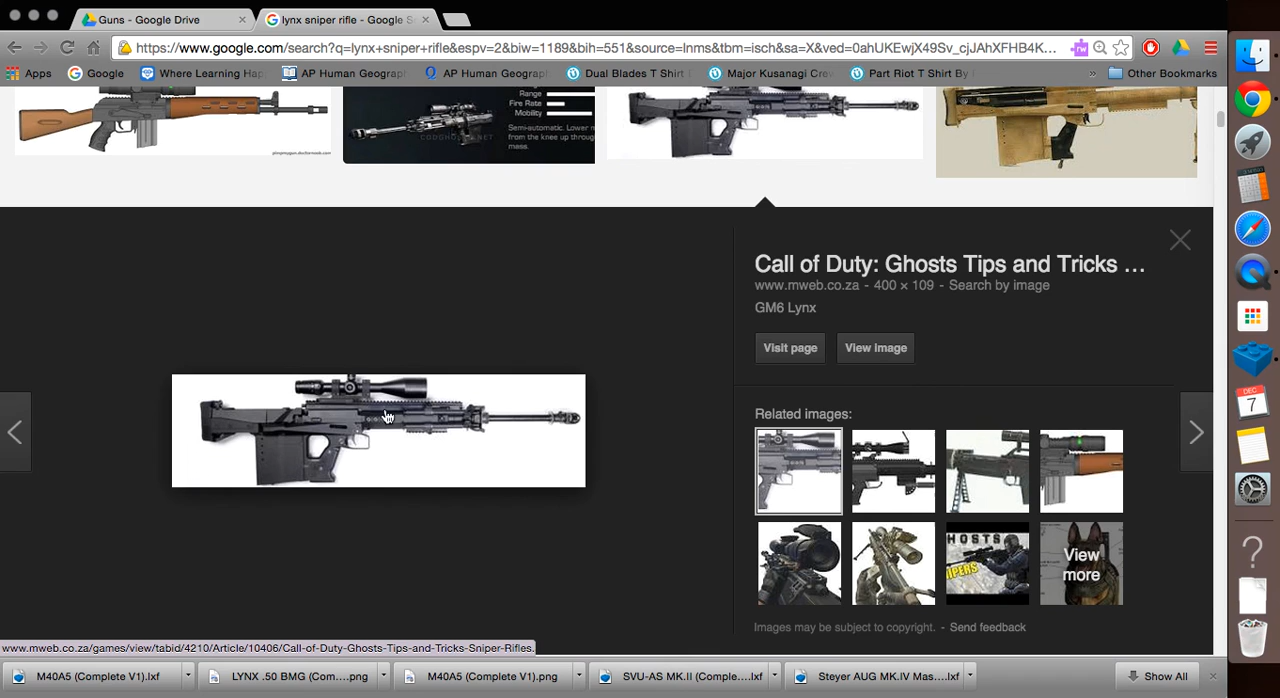 Guns - Google Drive
lynx sniper rifle - Google S
https://www.google.com/search?q=lynx+sniper+rifle&espv=2&biw=1189&bih=551&source=lnms&tbm=isch&sa=X&ved=0ahUKEwjX49Sv_cjJAhXFHB4K...
Apps
Google
Where Learning Hap
AP Human Geograp
AP Human Geograp
Dual Blades T Shirt
Major Kusanagi Crev
Part Riot T Shirt By
»
Other Bookmarks
Range
Fire Rate
Mobility
Semi-automatic. Lower
from the knee up throug
mess.
Call of Duty: Ghosts Tips and Tricks ...
www.mweb.co.za - 400 × 109 - Search by image
GM6 Lynx
Visit page
View image
Related images:
HOSTS
IPERS
View
more
Images may be subject to copyright. - Send feedback
www.mweb.co.za/games/view/tabid/4210/Article/10406/Call-of-Duty-Ghosts-Tips-and-Tricks-Sniper-Rifles.
M40A5 (Complete V1).lxf
LYNX .50 BMG (Com....png
M40A5 (Complete V1).png
SVU-AS MK.II (Comple....lxf
Steyer AUG MK.IV Mas....lxf
Show All
DEC
7
?